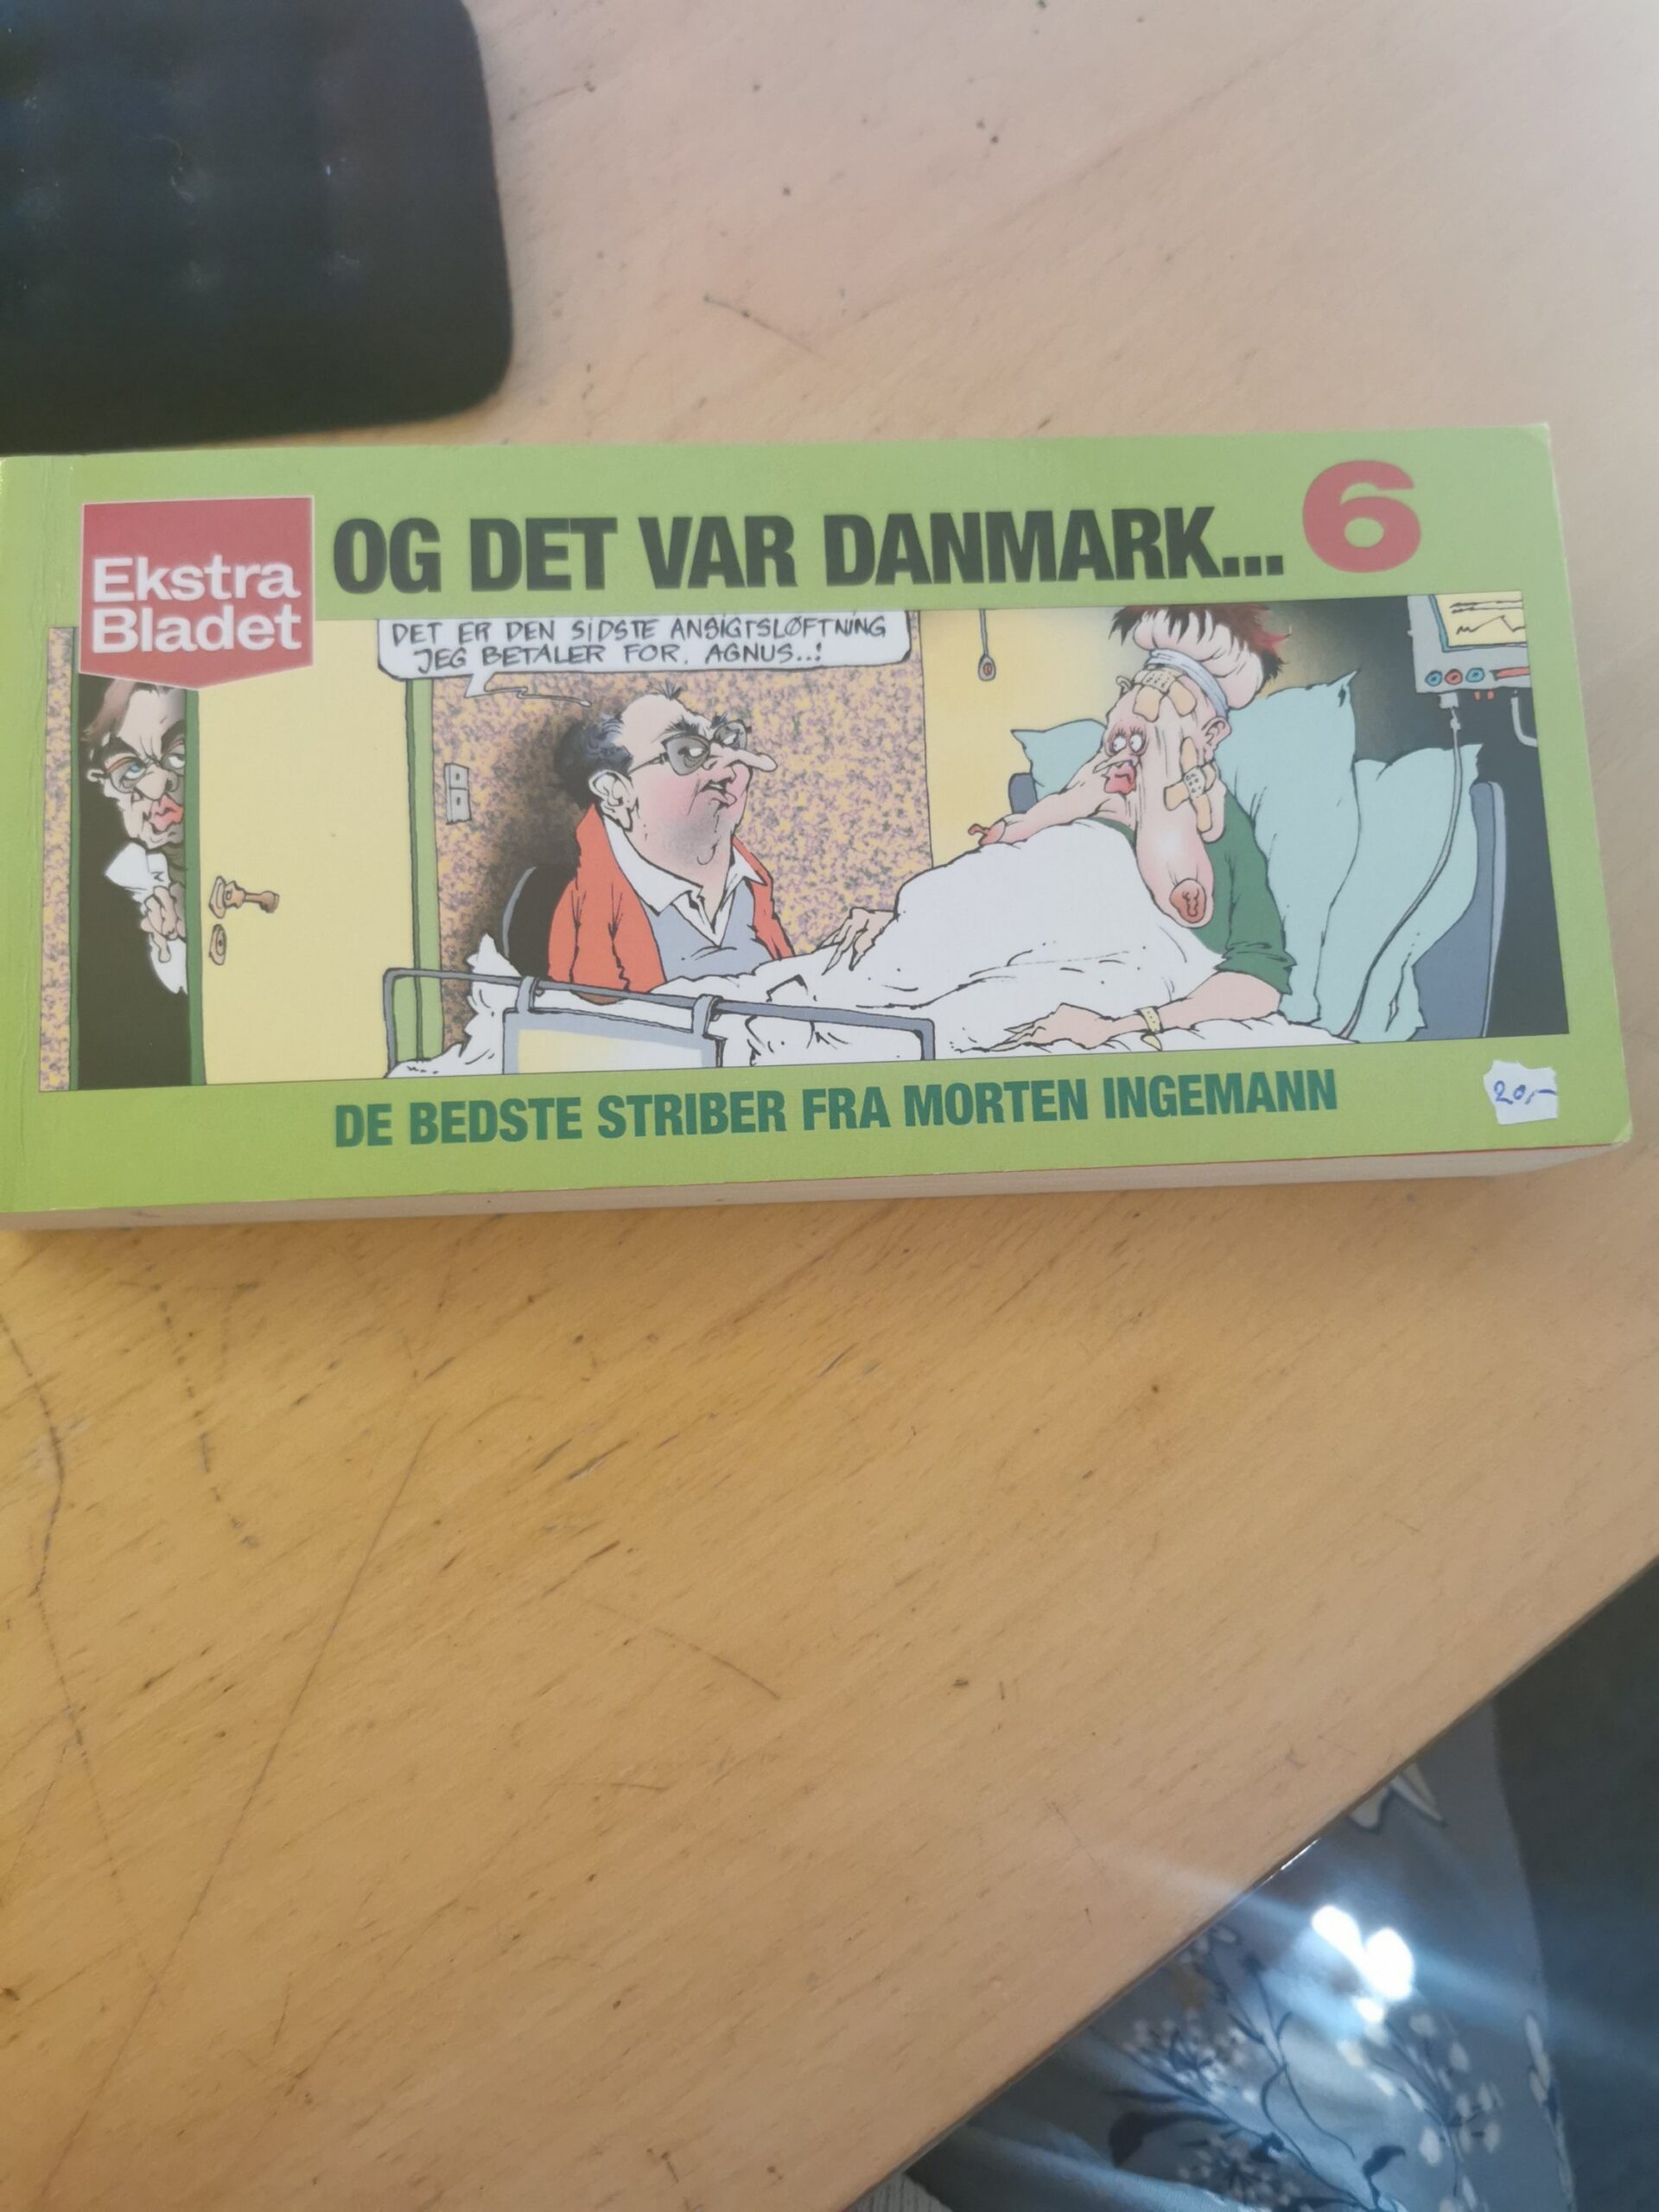 Ekstra
Bladet
OG DET VAR DANMARK... 6
DET ER DEN SIDSTE ANSIGTSLØFTNING
JEG BETALER FOR, AGNUS..!
DE BEDSTE STRIBER FRA MORTEN INGEMANN
20,-